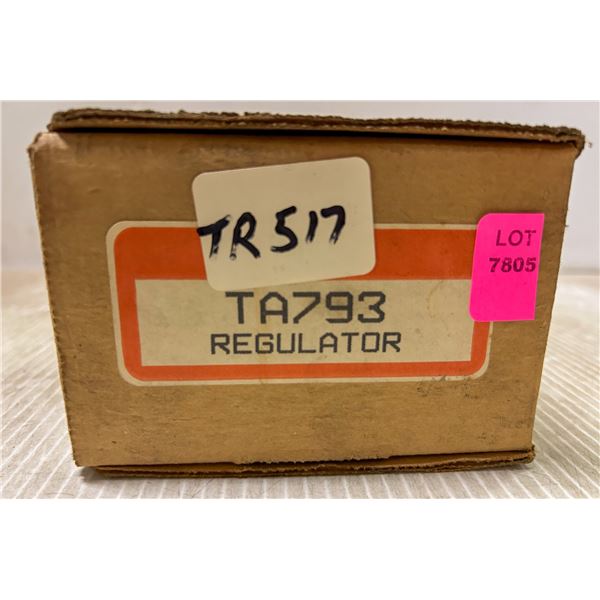 TR517
LOT
7805
TA793
REGULATOR